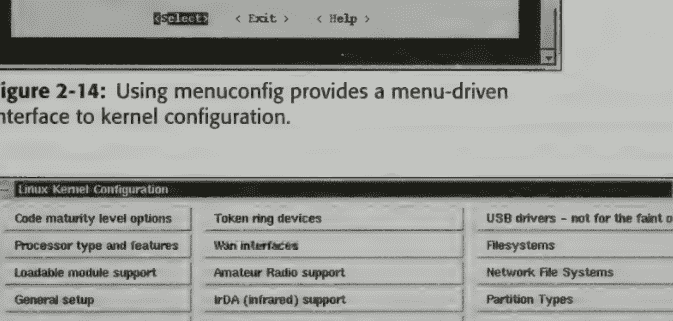 <Select> < Exit > < Help >
igure 2-14: Using menuconfig provides a menu-driven
nterface to kernel configuration.
Linux Kernel Configuration
Code maturity level options Token ring devices USB drivers - not for the faint o
Processor type and features Wan interfaces Filesystems
Loadable module support Amateur Radio support Network File Systems
General setup IrDA (infrared) support Partition Types